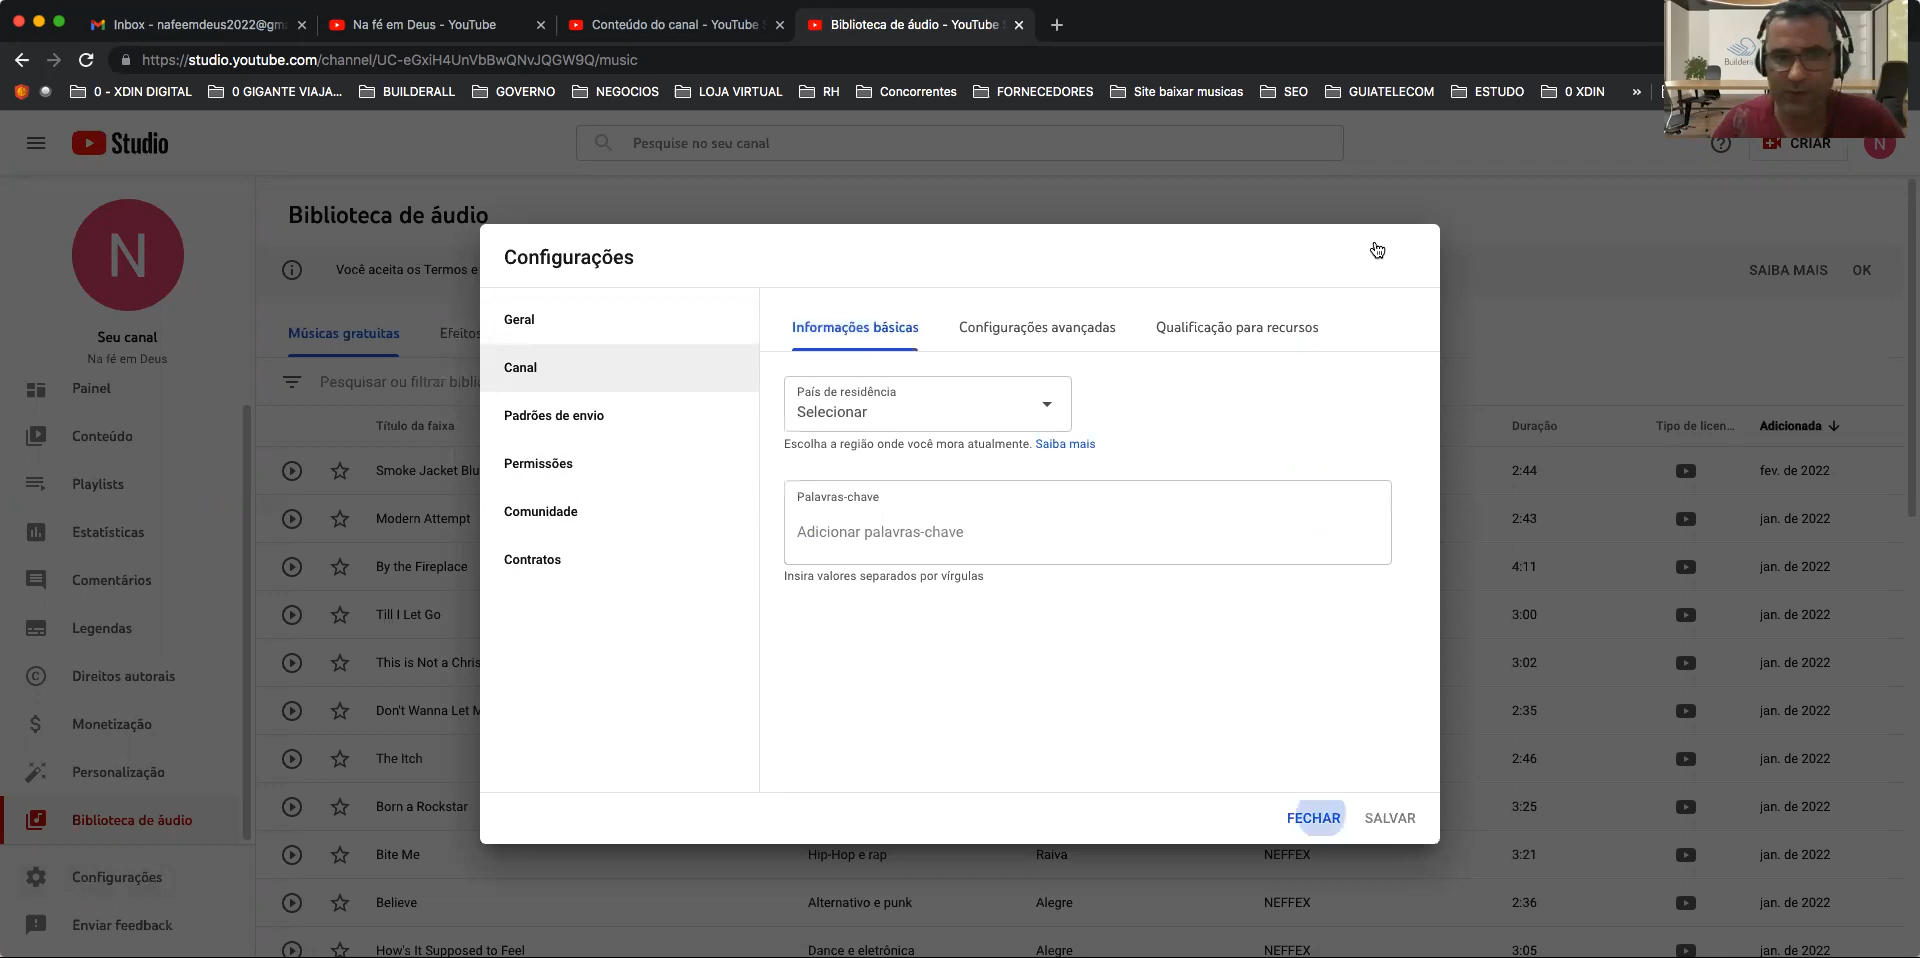 Inbox - nafeemdeus2022@gm
Na fé em Deus - YouTube
Conteúdo do canal - YouTube S
Biblioteca de áudio - YouTube S
https://studio.youtube.com/channel/UC-eGxiH4UnVbBwQNvJQGW9Q/music
0 - XDIN DIGITAL
0 GIGANTE VIAJA...
BUILDERALL
GOVERNO
NEGOCIOS
LOJA VIRTUAL
RH
Concorrentes
FORNECEDORES
Site baixar musicas
SEO
GUIATELECOM
ESTUDO
0 XDIN
»
Studio
Pesquise no seu canal
CRIAR
N
N
Seu canal
Na fé em Deus
Painel
Conteúdo
Playlists
Estatísticas
Comentários
Legendas
Direitos autorais
Monetização
Personalização
Biblioteca de áudio
Configurações
Enviar feedback
Biblioteca de áudio
Você aceita os Termos e
SAIBA MAIS
OK
Músicas gratuitas
Efeitos
Pesquisar ou filtrar bibli
Título da faixa
Duração
Tipo de licen...
Adicionada
Smoke Jacket Blu
2:44
fev. de 2022
Modern Attempt
2:43
jan. de 2022
By the Fireplace
4:11
jan. de 2022
Till I Let Go
3:00
jan. de 2022
This is Not a Chris
3:02
jan. de 2022
Don't Wanna Let M
2:35
jan. de 2022
The Itch
2:46
jan. de 2022
Born a Rockstar
3:25
jan. de 2022
Bite Me
Hip-Hop e rap
Raiva
NEFFEX
3:21
jan. de 2022
Believe
Alternativo e punk
Alegre
NEFFEX
2:36
jan. de 2022
How's It Supposed to Feel
Dance e eletrônica
Alegre
NEFFEX
3:05
jan. de 2022
Configurações
Geral
Canal
Padrões de envio
Permissões
Comunidade
Contratos
Informações básicas
Configurações avançadas
Qualificação para recursos
País de residência
Selecionar
Escolha a região onde você mora atualmente. Saiba mais
Palavras-chave
Adicionar palavras-chave
Insira valores separados por vírgulas
FECHAR
SALVAR